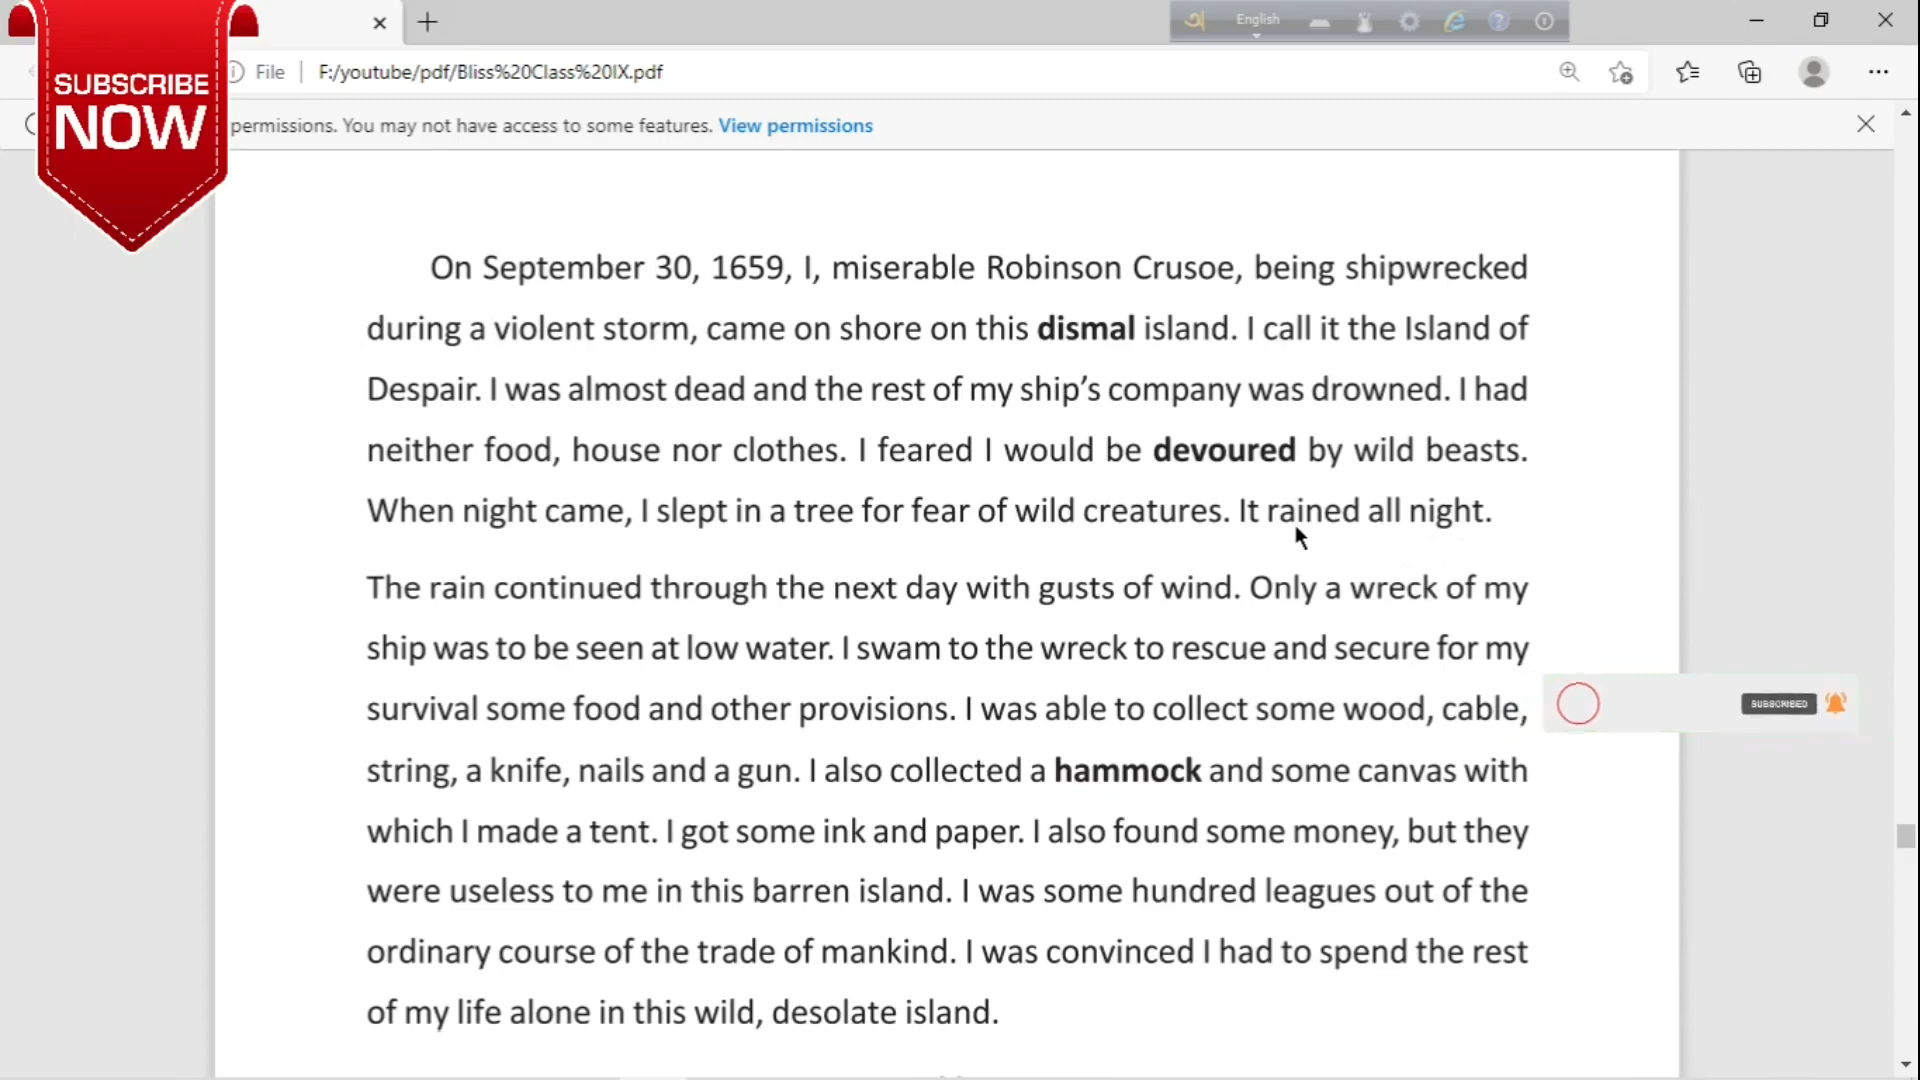 English
File
F:/youtube/pdf/Bliss%20Class%20IX.pdf
SUBSCRIBE
NOW
permissions. You may not have access to some features. View permissions
On September 30, 1659, I, miserable Robinson Crusoe, being shipwrecked
during a violent storm, came on shore on this dismal island. I call it the Island of
Despair. I was almost dead and the rest of my ship’s company was drowned. I had
neither food, house nor clothes. I feared I would be devoured by wild beasts.
When night came, I slept in a tree for fear of wild creatures. It rained all night.
The rain continued through the next day with gusts of wind. Only a wreck of my
ship was to be seen at low water. I swam to the wreck to rescue and secure for my
survival some food and other provisions. I was able to collect some wood, cable,
SUBSCRIBED
string, a knife, nails and a gun. I also collected a hammock and some canvas with
which I made a tent. I got some ink and paper. I also found some money, but they
were useless to me in this barren island. I was some hundred leagues out of the
ordinary course of the trade of mankind. I was convinced I had to spend the rest
of my life alone in this wild, desolate island.